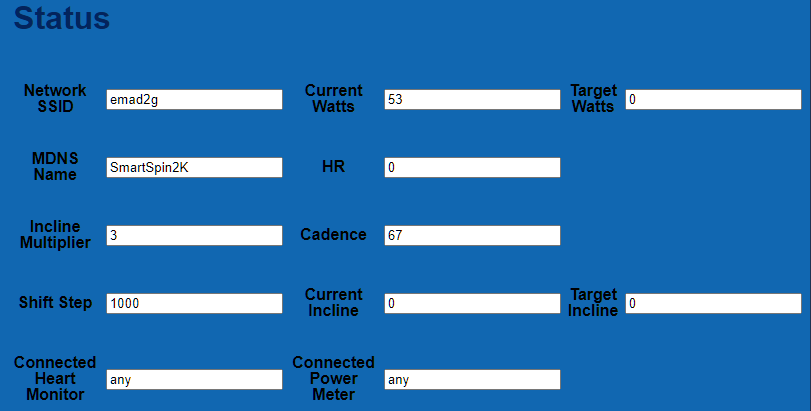 Status
Network SSID emad2g Current Watts 53 Target Watts 0
MDNS Name SmartSpin2K HR 0
Incline Multiplier 3 Cadence 67
Shift Step 1000 Current Incline 0 Target Incline 0
Connected Heart Monitor any Connected Power Meter any